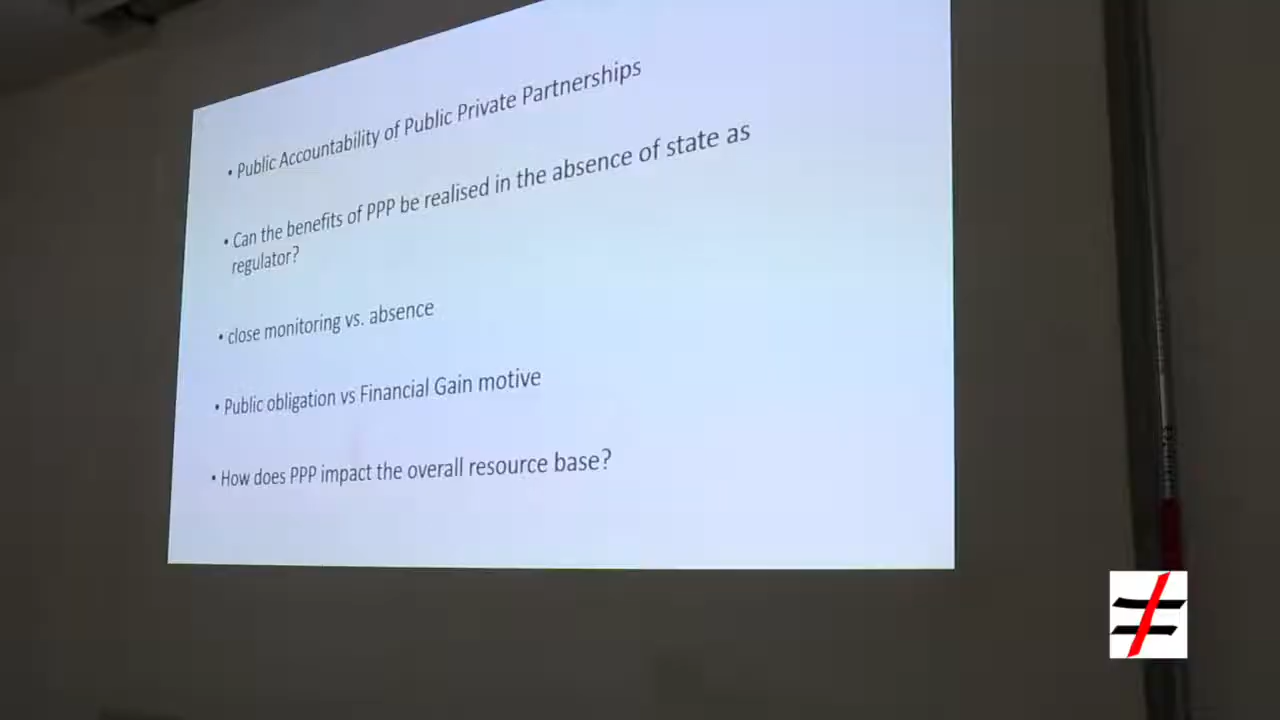 • Public Accountability of Public Private Partnerships
• Can the benefits of PPP be realised in the absence of state as
regulator?
• close monitoring vs. absence
• Public obligation vs Financial Gain motive
• How does PPP impact the overall resource base?